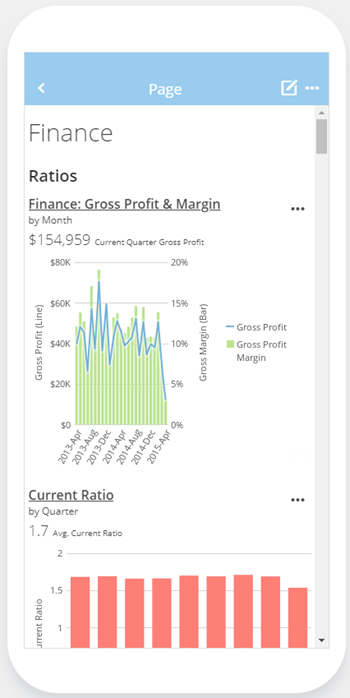 Page
Finance
Ratios
Finance: Gross Profit & Margin
by Month
$154,959 Current Quarter Gross Profit
$80K
20%
$60K
15%
$40K
10%
$20K
5%
$0
0%
Gross Profit (Line)
Gross Margin (Bar)
Gross Profit
Gross Profit
Margin
2013-Apr
2013-Aug
2013-Dec
2014-Apr
2014-Aug
2014-Dec
2015-Apr
Current Ratio
by Quarter
1.7 Avg. Current Ratio
2
1.5
1
Ratio